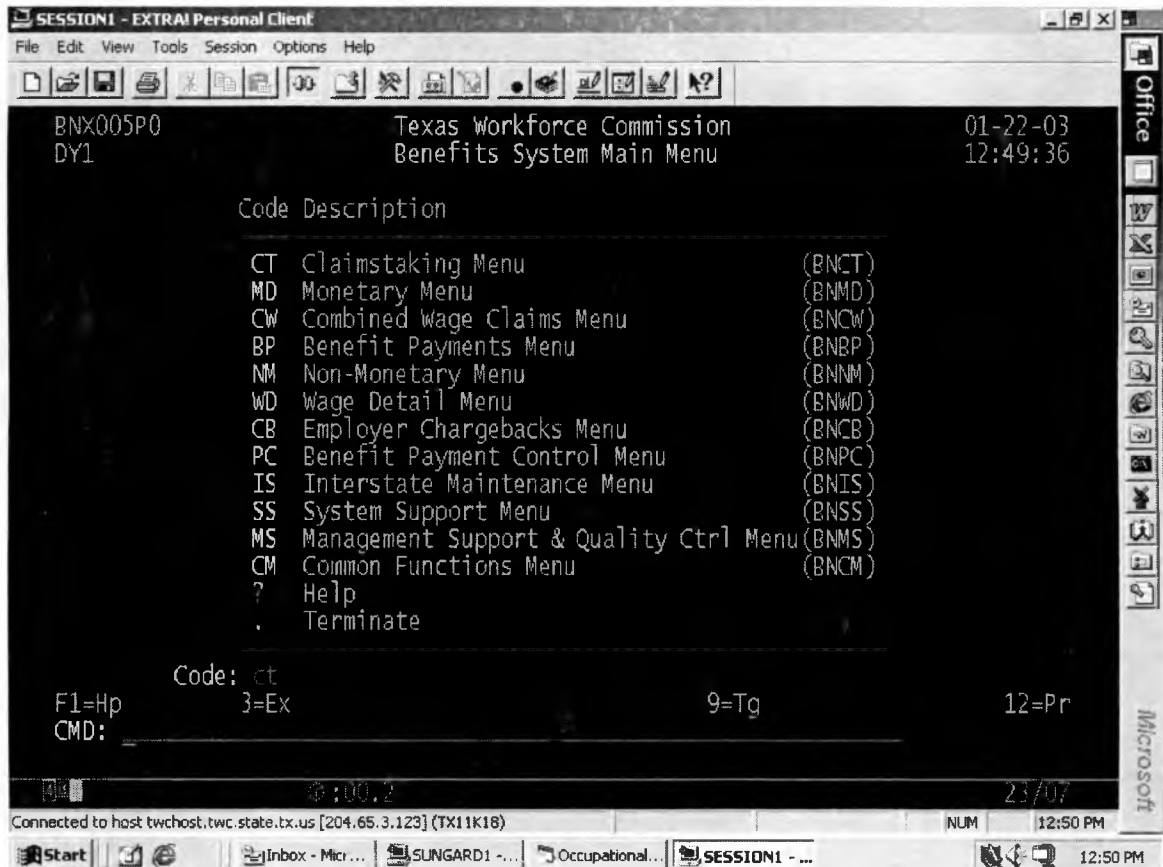 SESSION1 - EXTRA! Personal Client
File Edit View Tools Session Options Help
Office
BNX005P0 Texas Workforce Commission 01-22-03
DY1 Benefits System Main Menu 12:49:36
Code Description
CT Claimstaking Menu (BNCT)
MD Monetary Menu (BNMD)
CW Combined Wage Claims Menu (BNCW)
BP Benefit Payments Menu (BNBP)
NM Non-Monetary Menu (BNNM)
WD Wage Detail Menu (BNWD)
CB Employer Chargebacks Menu (BNCB)
PC Benefit Payment Control Menu (BNPC)
IS Interstate Maintenance Menu (BNIS)
SS System Support Menu (BNSS)
MS Management Support & Quality Ctrl Menu(BNMS)
CM Common Functions Menu (BNCM)
? Help
. Terminate
Code: ct
F1=Hp 3=Ex 9=Tg 12=Pr
CMD:
:00.2 23/07
Microsoft
Connected to host twchost.twc.state.tx.us [204.65.3.123] (TX11K18) NUM 12:50 PM
Start Inbox - Micr... SUNGARD1 -... Occupational... SESSION1 - ... 12:50 PM